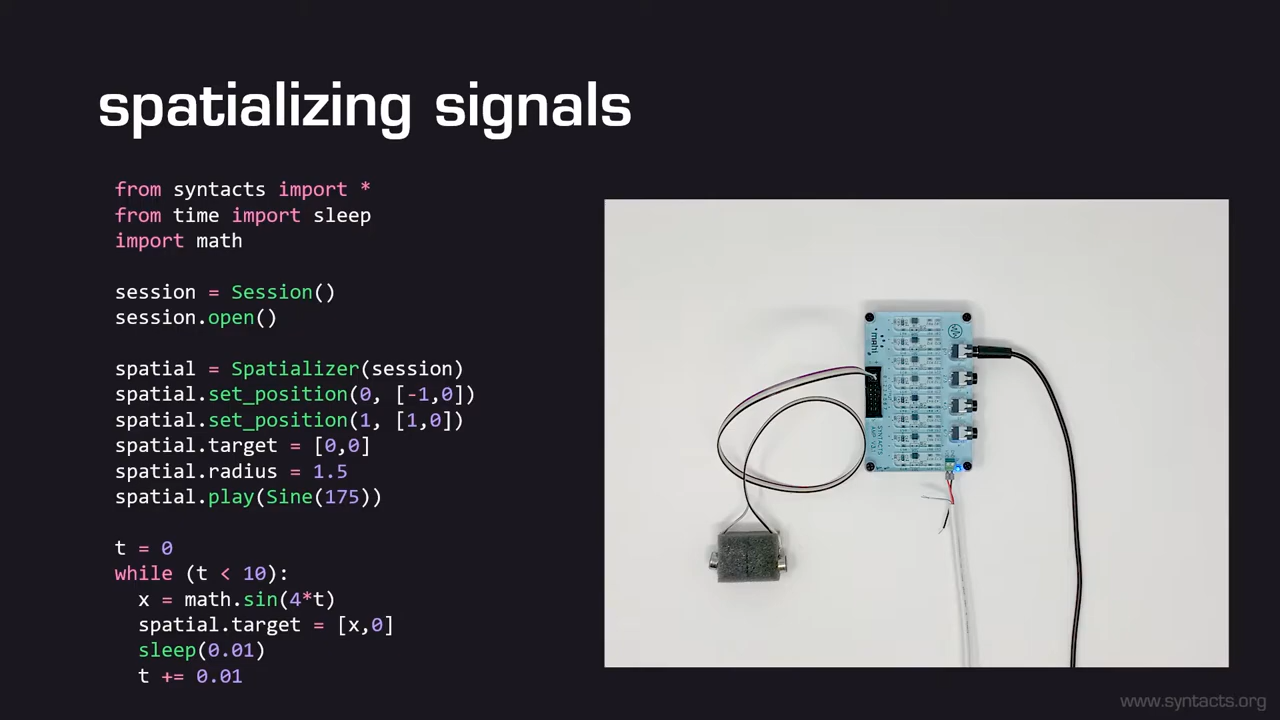 spatializing signals
from syntacts import *
from time import sleep
import math
session = Session()
session.open()
spatial = Spatializer(session)
spatial.set_position(0, [-1,0])
spatial.set_position(1, [1,0])
spatial.target = [0,0]
spatial.radius = 1.5
spatial.play(Sine(175))
t = 0
while (t < 10):
  x = math.sin(4*t)
  spatial.target = [x,0]
  sleep(0.01)
  t += 0.01
SYNTACTS
www.syntacts.org